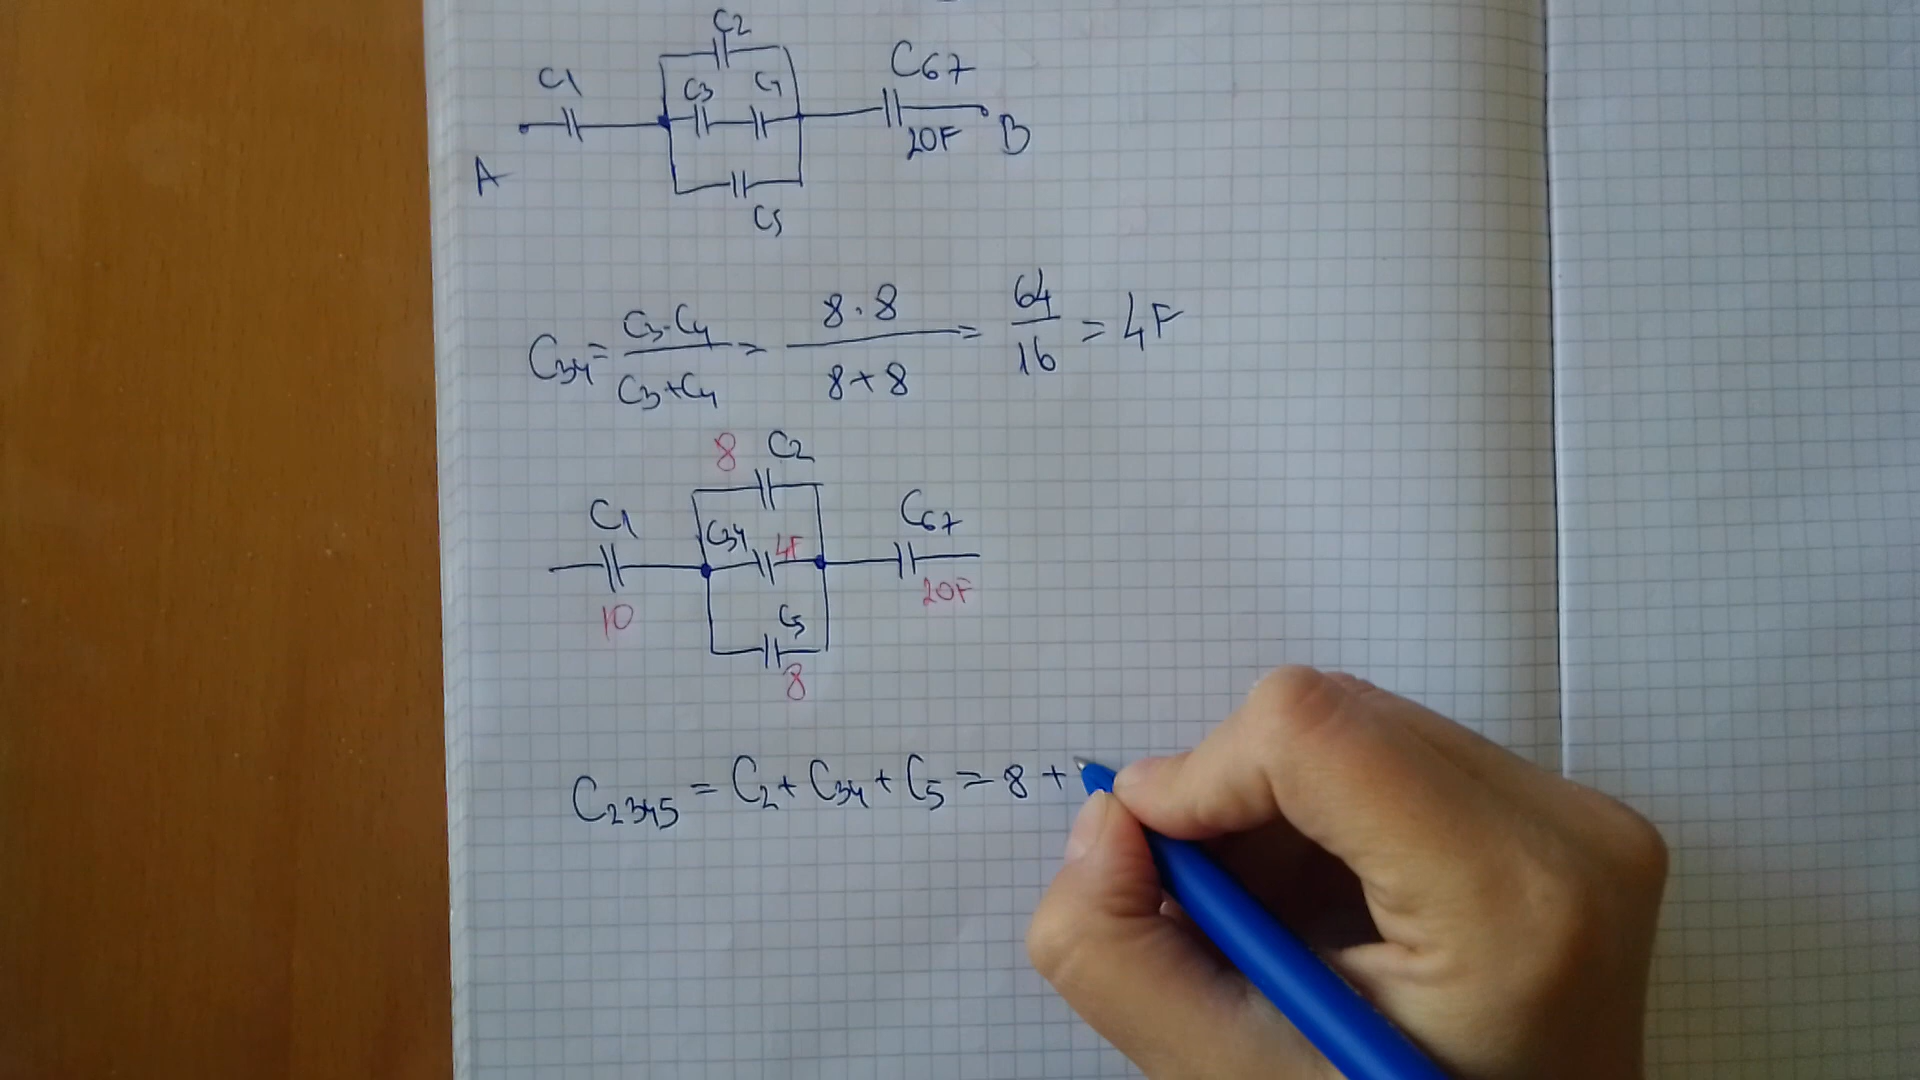 C2
C1 C3 C4 C67
20F
A B
C5
C34 = C3·C4 / C3+C4 = 8·8 / 8+8 = 64 / 16 = 4F
8 C2
C1 C34 4F C67
10 C5 20F
8
C2345 = C2 + C34 + C5 = 8 +